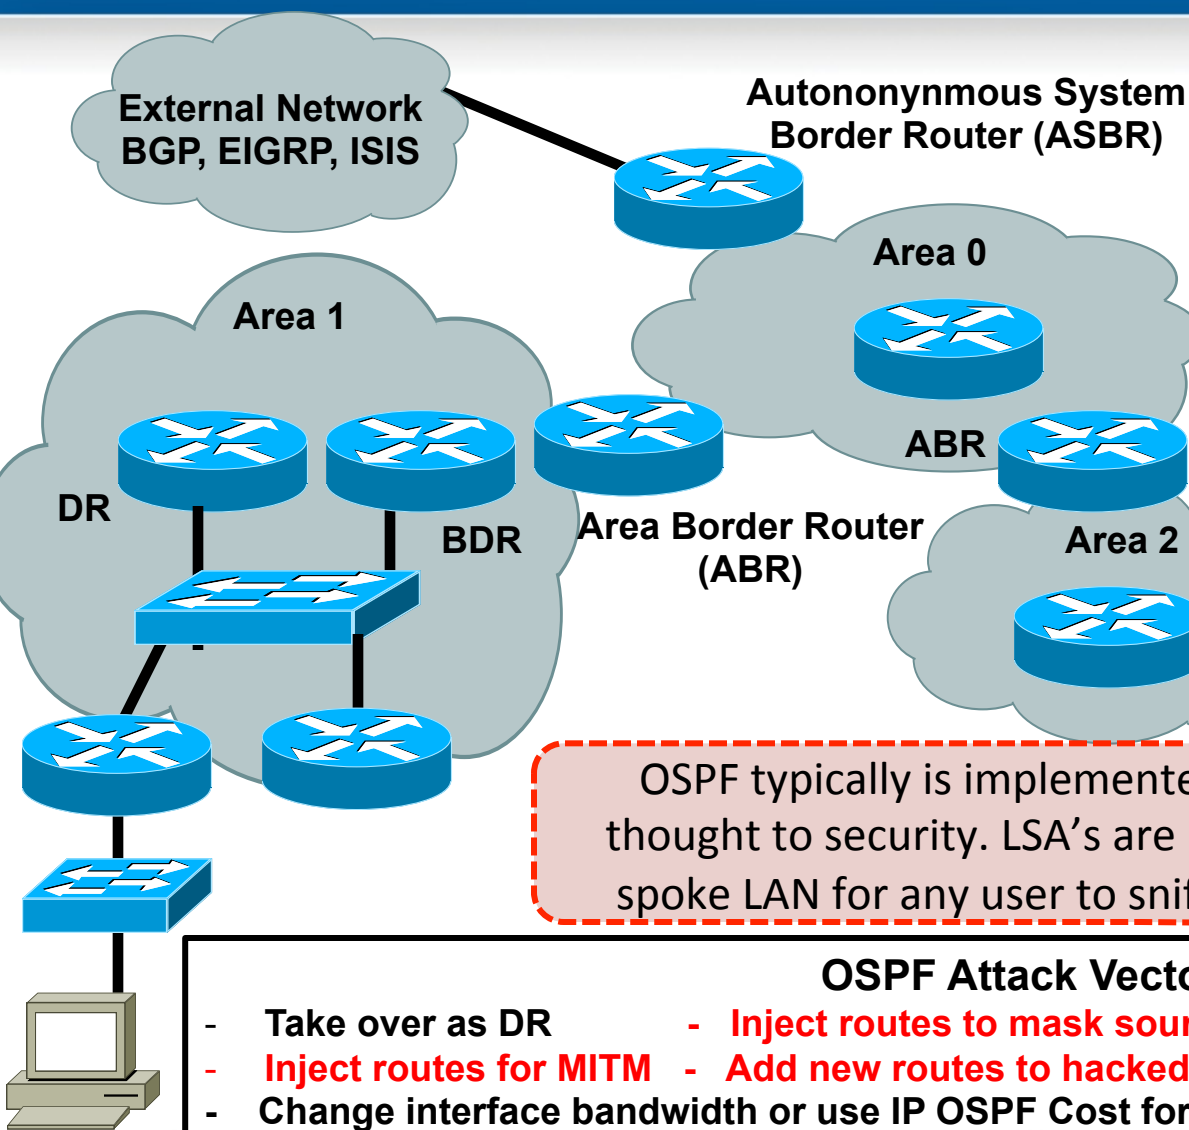 External Network
BGP, EIGRP, ISIS
Autononynmous System
Border Router (ASBR)
Area 0
Area 1
ABR
DR
BDR
Area Border Router
(ABR)
Area 2
OSPF typically is implemente
thought to security. LSA's are
spoke LAN for any user to snif
OSPF Attack Vecto
- Take over as DR - Inject routes to mask sour
- Inject routes for MITM - Add new routes to hacked
- Change interface bandwidth or use IP OSPF Cost for